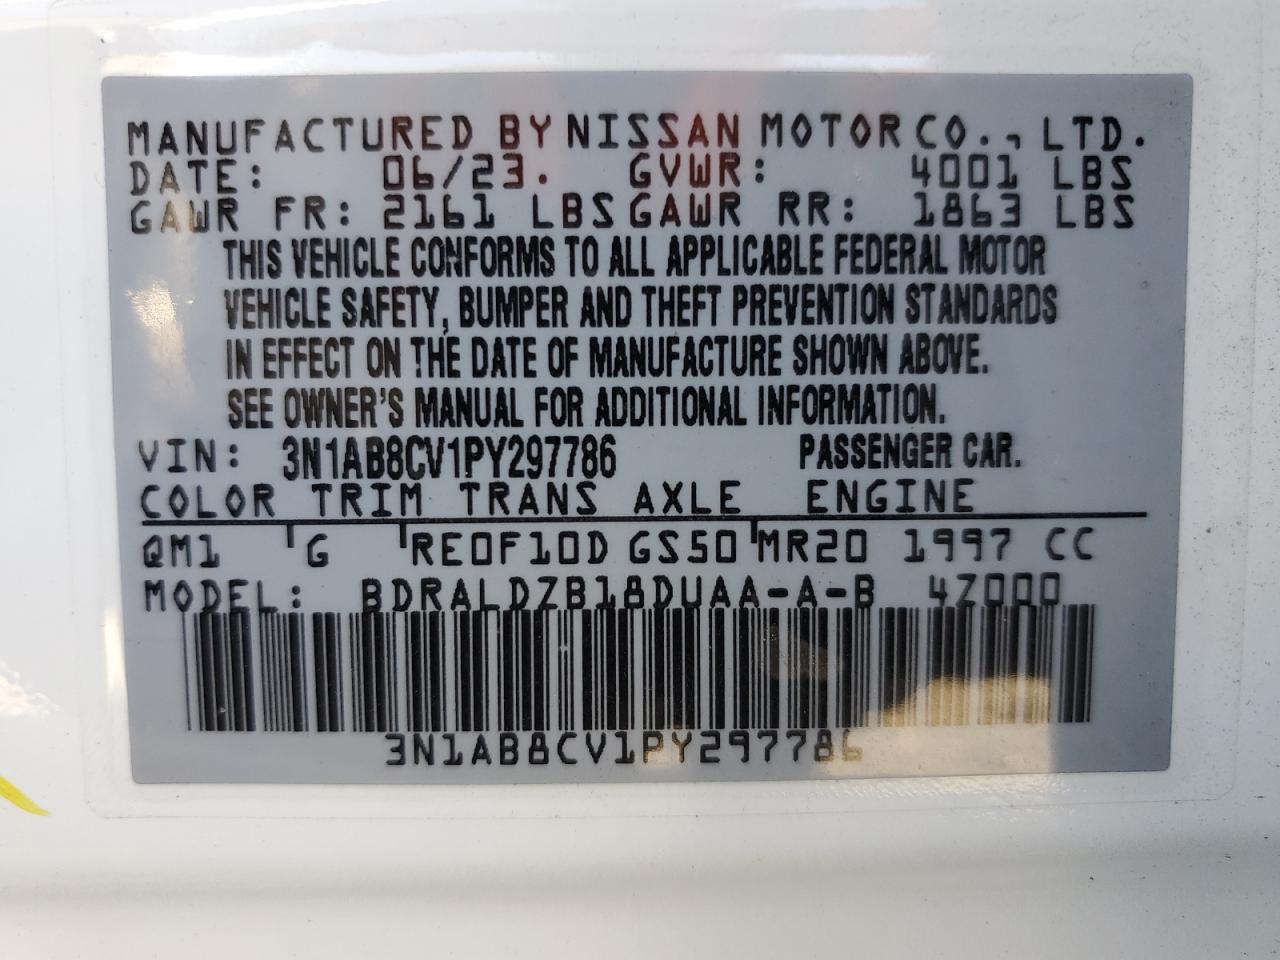 MANUFACTURED BY NISSAN MOTOR CO., LTD.
DATE: 06/23. GVWR: 4001 LBS
GAWR FR: 2161 LBS GAWR RR: 1863 LBS
THIS VEHICLE CONFORMS TO ALL APPLICABLE FEDERAL MOTOR
VEHICLE SAFETY, BUMPER AND THEFT PREVENTION STANDARDS
IN EFFECT ON THE DATE OF MANUFACTURE SHOWN ABOVE.
SEE OWNER'S MANUAL FOR ADDITIONAL INFORMATION.
VIN: 3N1AB8CV1PY297786 PASSENGER CAR.
COLOR TRIM TRANS AXLE ENGINE
QM1 G RE0F10D GS50 MR20 1997 CC
MODEL: BDRALDZB18DUAA-A-B 4Z000
3N1AB8CV1PY297786